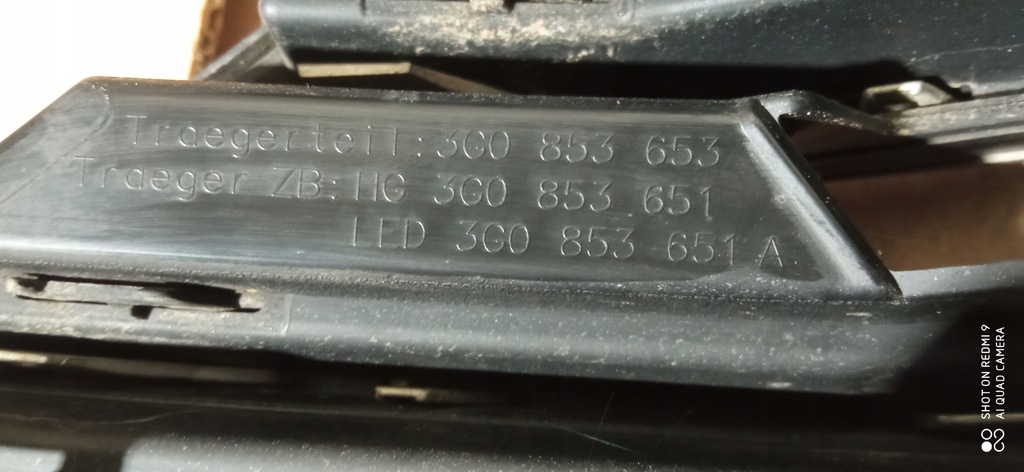 Traegerteil: 3G0 853 653
Traeger ZB: HG 3G0 853 651
LED 3G0 853 651 A
SHOT ON REDMI 9
AI QUAD CAMERA